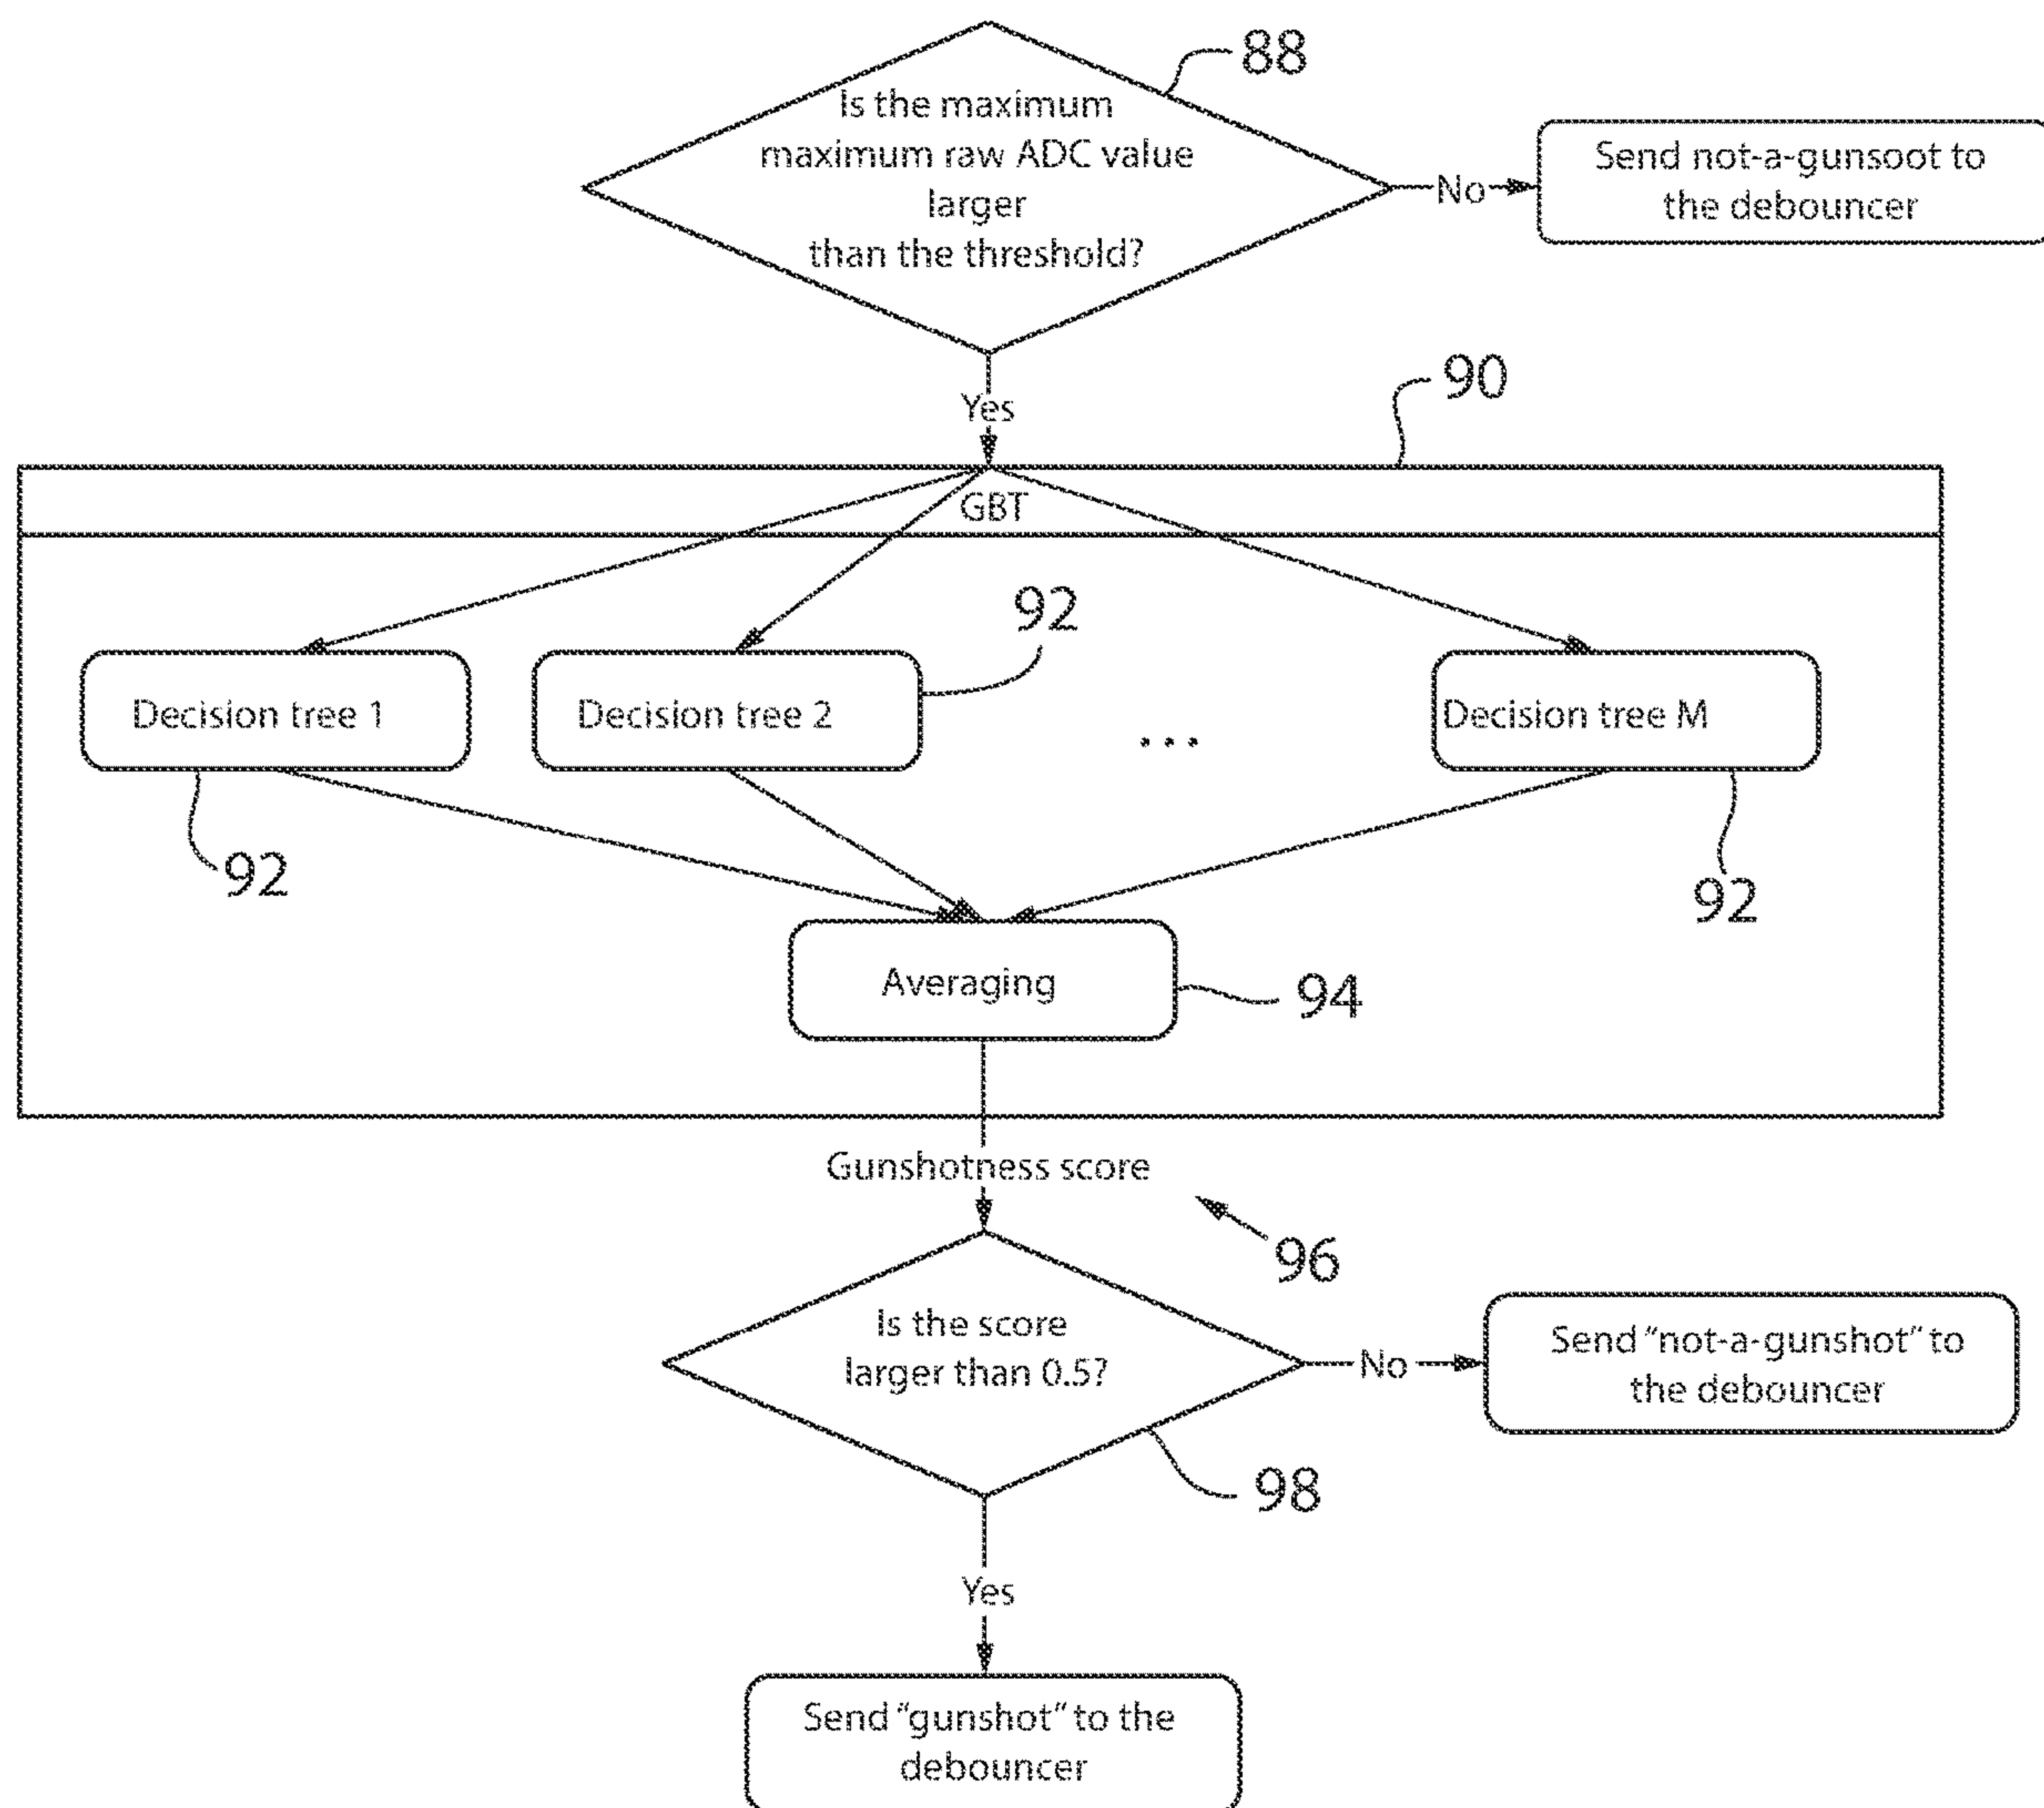 88
Is the maximum
maximum raw ADC value
larger
than the threshold?
No
Send not-a-gunsoot to
the debouncer
Yes
90
GBT
92
Decision tree 1
Decision tree 2
...
Decision tree M
92
92
Averaging
94
Gunshotness score
96
Is the score
larger than 0.5?
No
Send "not-a-gunshot" to
the debouncer
98
Yes
Send "gunshot" to the
debouncer